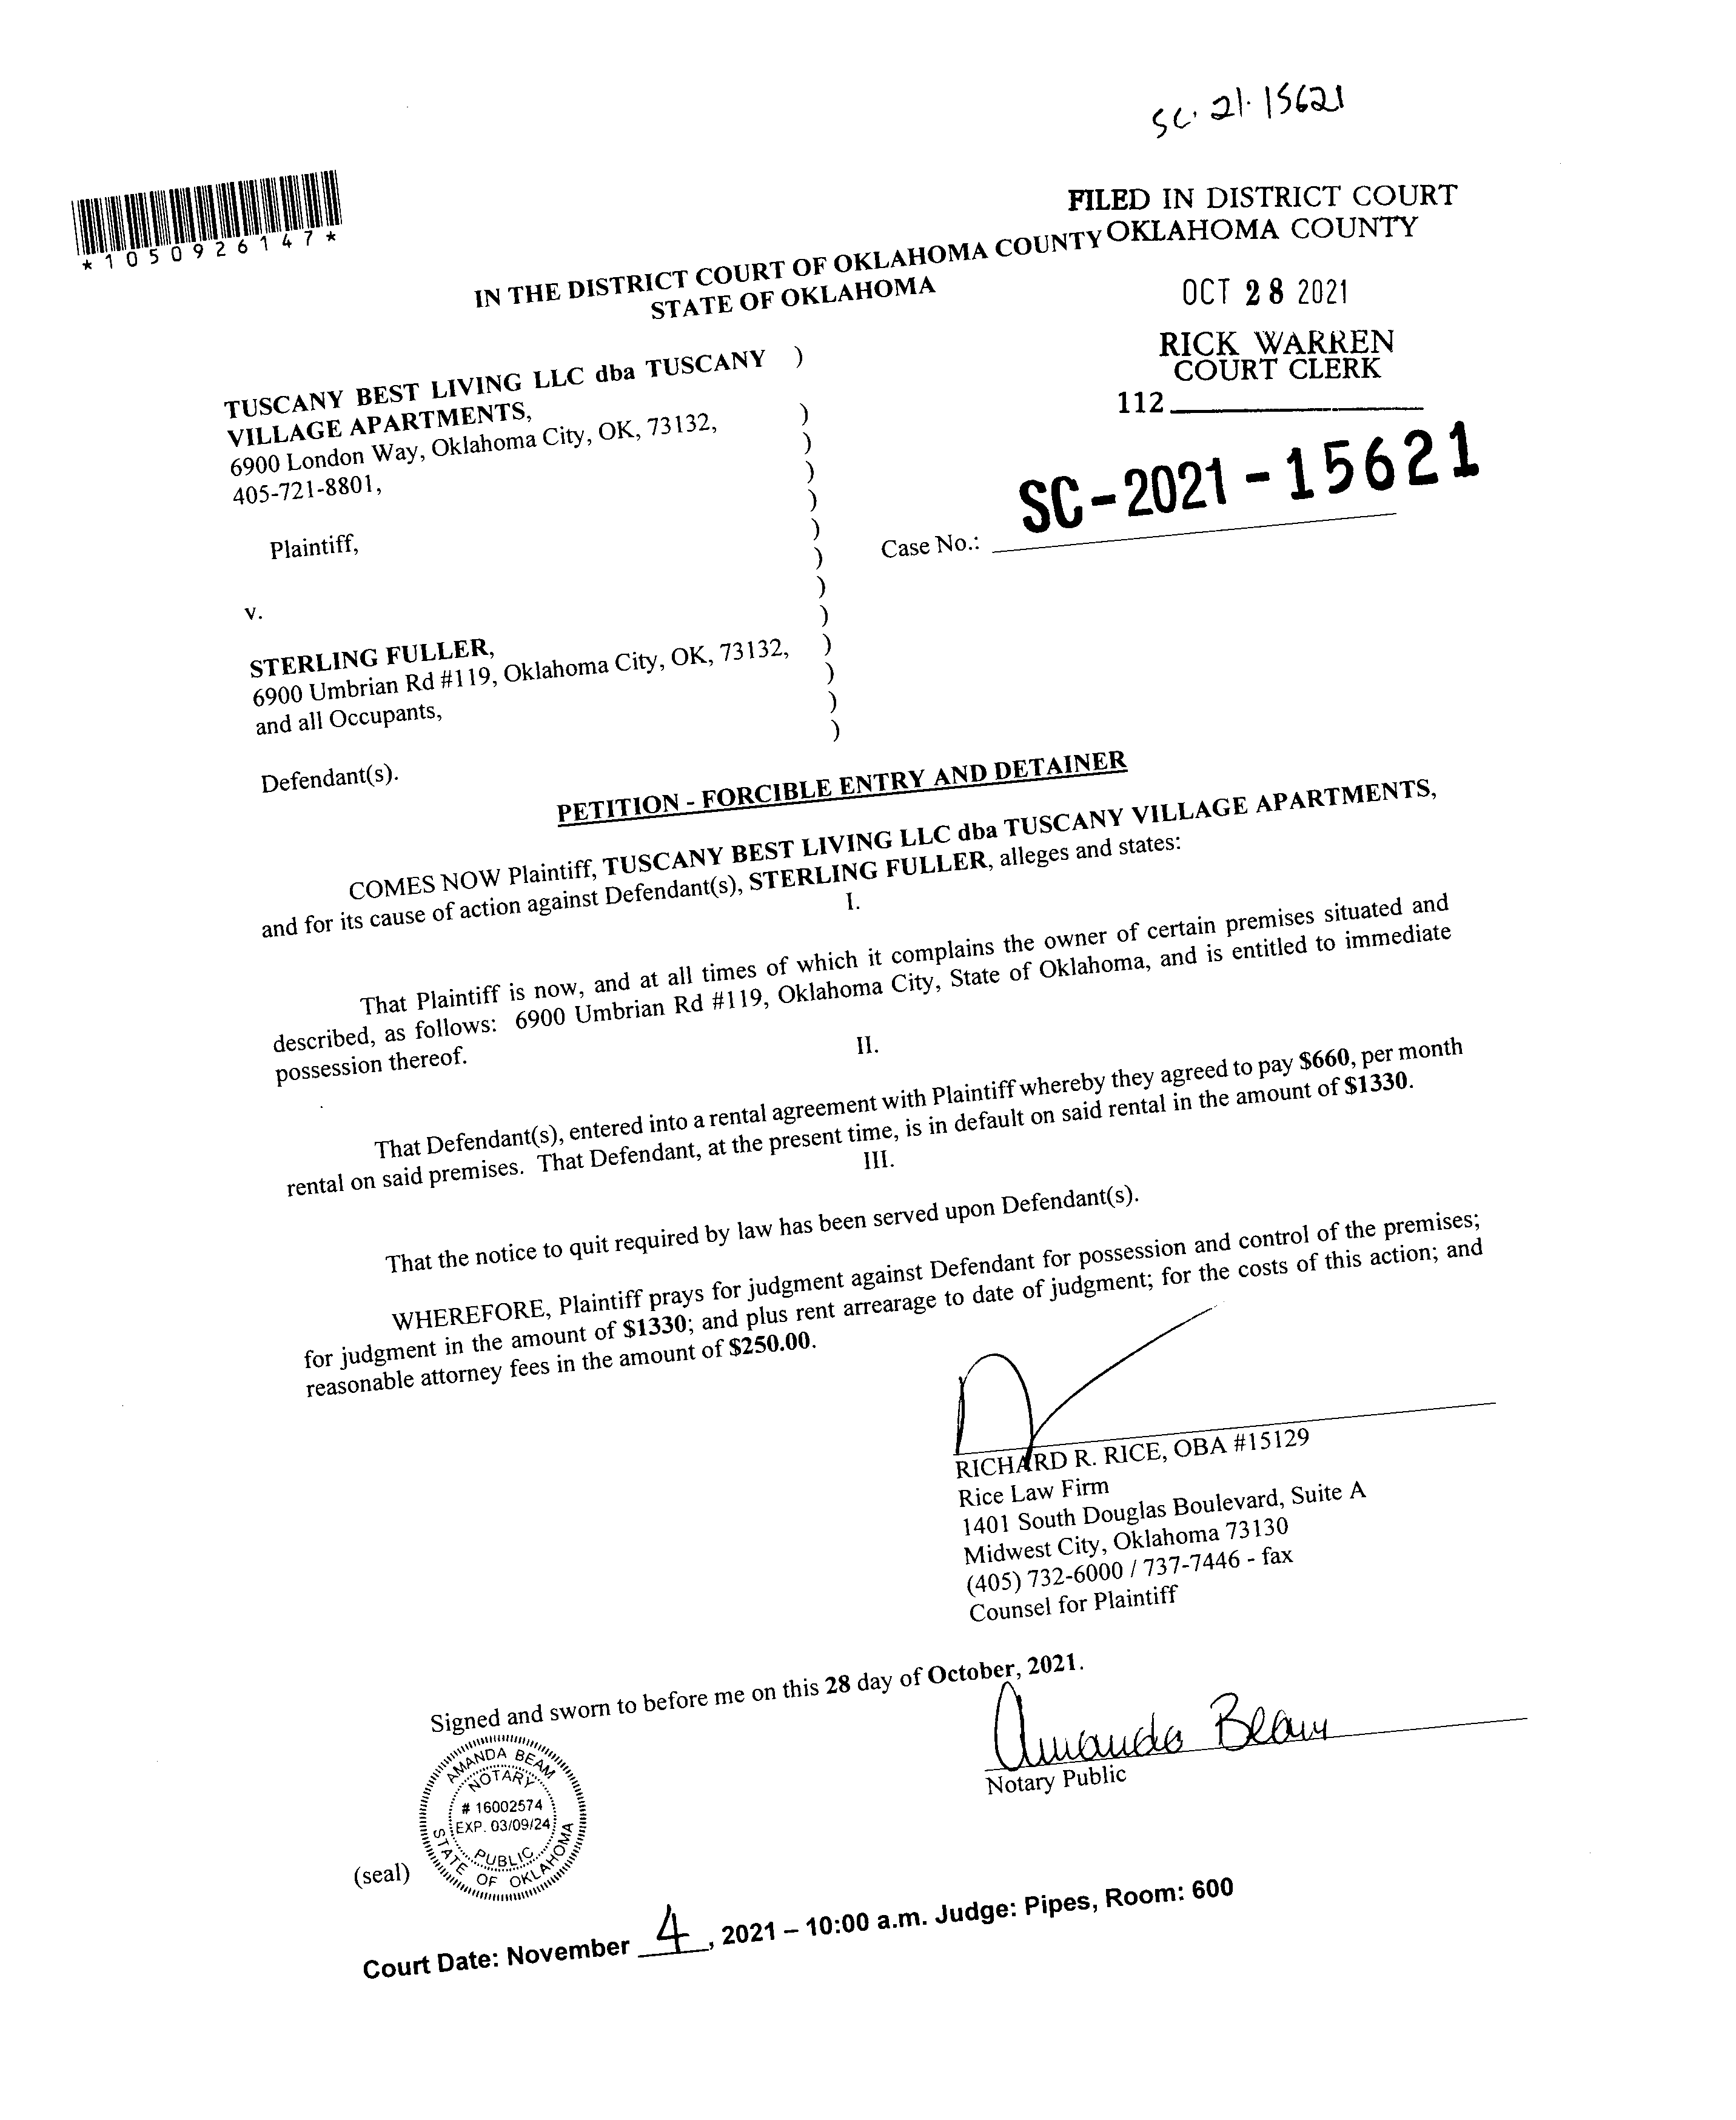 SC. 21. 15621
*1050926147*
FILED IN DISTRICT COURT
OKLAHOMA COUNTY
IN THE DISTRICT COURT OF OKLAHOMA COUNTY
STATE OF OKLAHOMA
OCT 28 2021
RICK WARREN
COURT CLERK
112
TUSCANY BEST LIVING LLC dba TUSCANY )
VILLAGE APARTMENTS, )
6900 London Way, Oklahoma City, OK, 73132, )
405-721-8801, )
)
Plaintiff, )
)
v. )
)
STERLING FULLER, )
6900 Umbrian Rd #119, Oklahoma City, OK, 73132, )
and all Occupants, )
)
Defendant(s).
Case No.: SC-2021-15621
PETITION - FORCIBLE ENTRY AND DETAINER
COMES NOW Plaintiff, TUSCANY BEST LIVING LLC dba TUSCANY VILLAGE APARTMENTS,
and for its cause of action against Defendant(s), STERLING FULLER, alleges and states:
I.
That Plaintiff is now, and at all times of which it complains the owner of certain premises situated and
described, as follows: 6900 Umbrian Rd #119, Oklahoma City, State of Oklahoma, and is entitled to immediate
possession thereof.
II.
That Defendant(s), entered into a rental agreement with Plaintiff whereby they agreed to pay $660, per month
rental on said premises. That Defendant, at the present time, is in default on said rental in the amount of $1330.
III.
That the notice to quit required by law has been served upon Defendant(s).
WHEREFORE, Plaintiff prays for judgment against Defendant for possession and control of the premises;
for judgment in the amount of $1330; and plus rent arrearage to date of judgment; for the costs of this action; and
reasonable attorney fees in the amount of $250.00.
RICHARD R. RICE, OBA #15129
Rice Law Firm
1401 South Douglas Boulevard, Suite A
Midwest City, Oklahoma 73130
(405) 732-6000 / 737-7446 - fax
Counsel for Plaintiff
Signed and sworn to before me on this 28 day of October, 2021.
Amanda Beam
Notary Public
AMANDA BEAM
NOTARY
# 16002574
EXP. 03/09/24
PUBLIC
STATE OF OKLAHOMA
(seal)
Court Date: November 4, 2021 – 10:00 a.m. Judge: Pipes, Room: 600